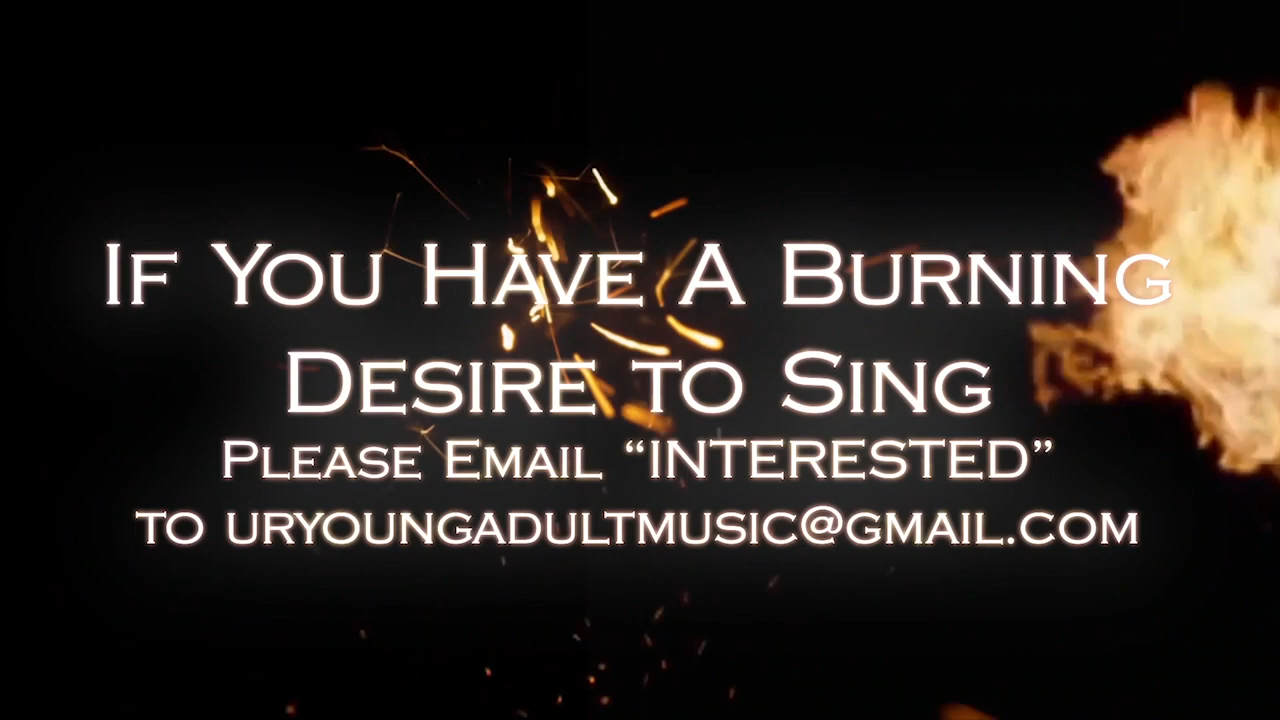 If You Have A Burning
Desire to Sing
Please Email “INTERESTED”
to uryoungadultmusic@gmail.com